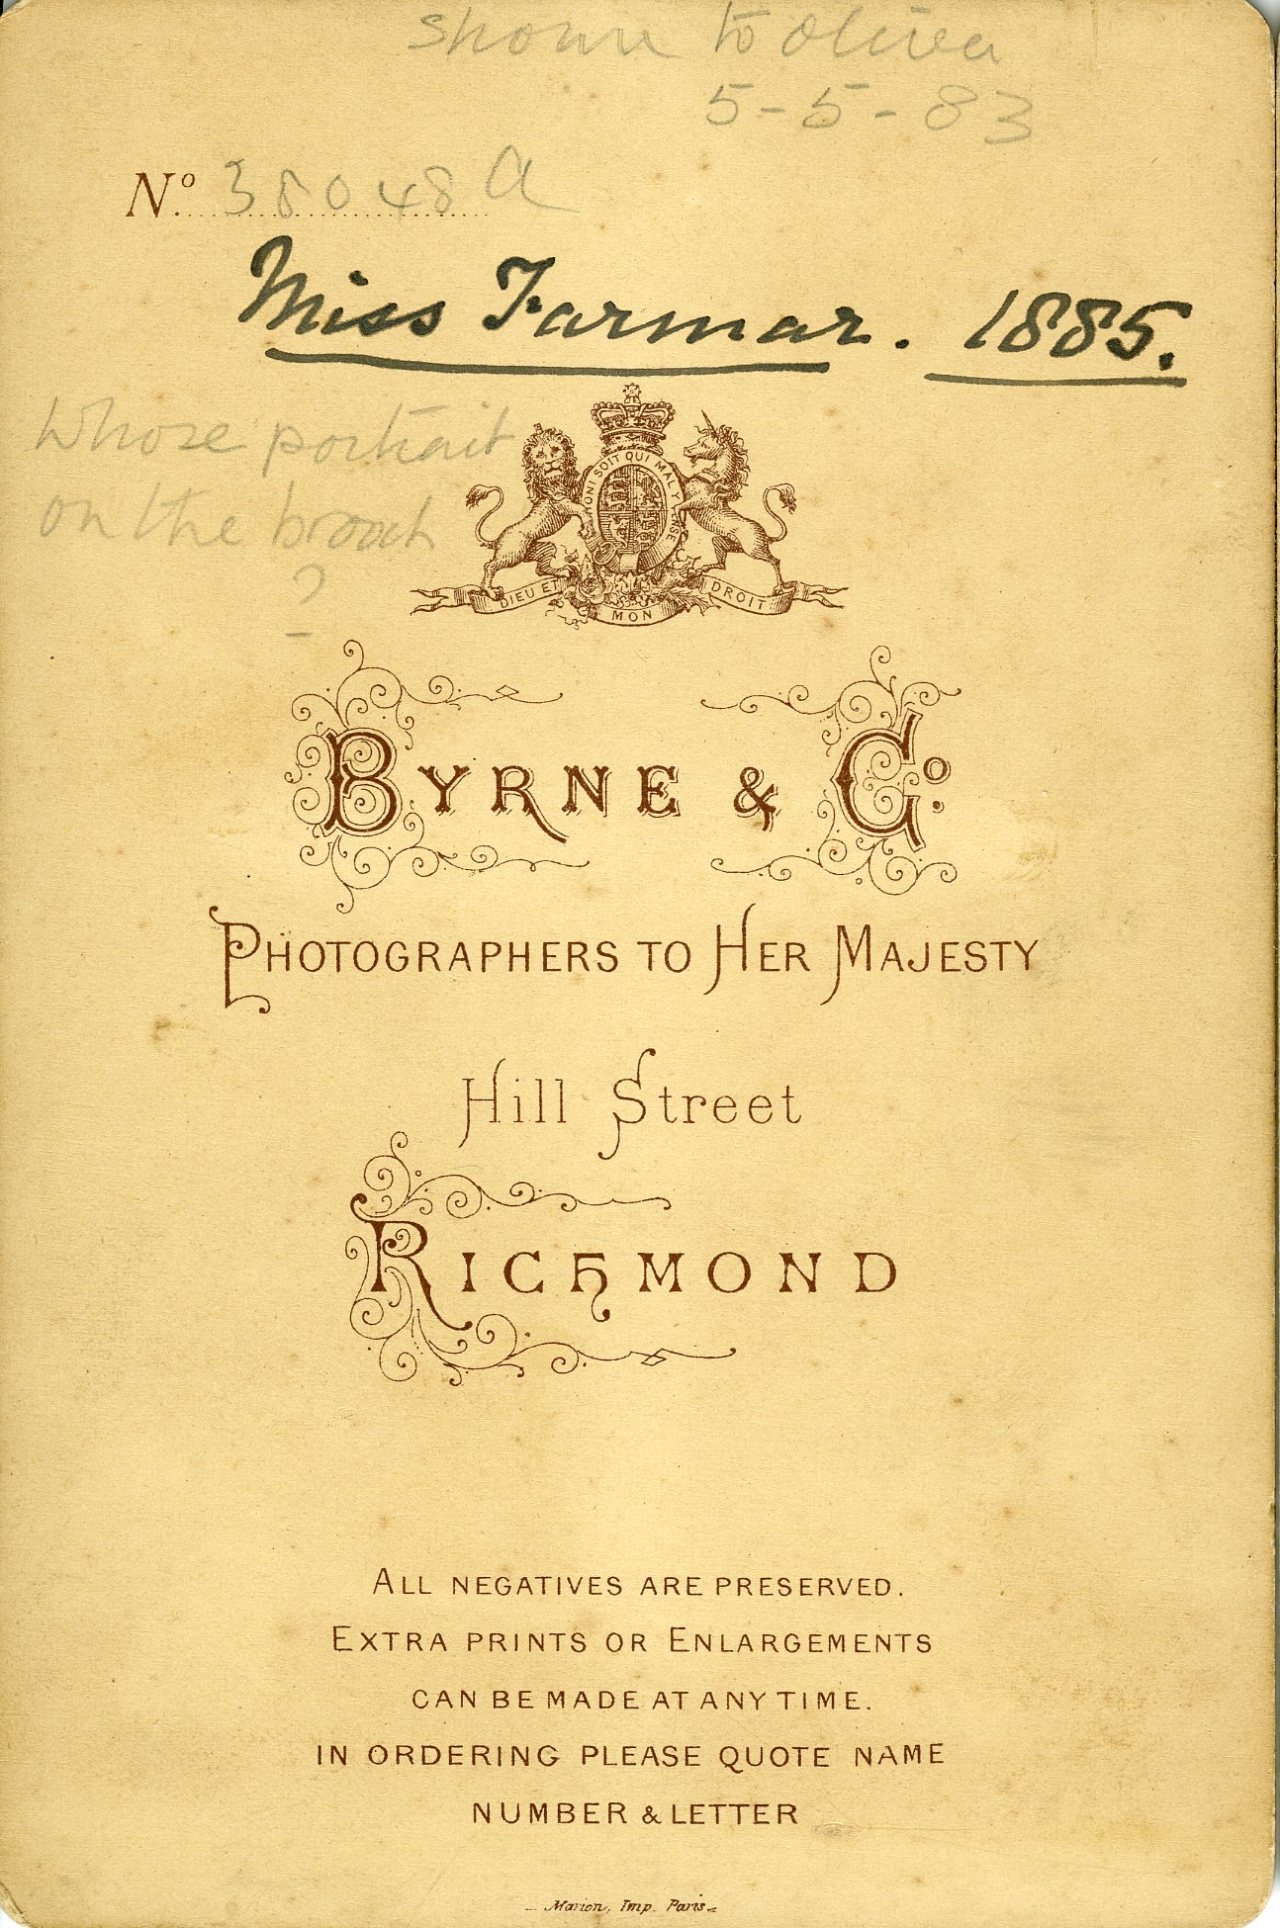 shown to Oliver
5-5-83
No. 38048 a
Miss Farmar. 1885.
HONI SOIT QUI MAL Y PENSE
Whose portrait
on the brooch
?
DIEU ET MON DROIT
BYRNE & Co.
PHOTOGRAPHERS TO HER MAJESTY
Hill Street
RICHMOND
ALL NEGATIVES ARE PRESERVED.
EXTRA PRINTS OR ENLARGEMENTS
CAN BE MADE AT ANY TIME.
IN ORDERING PLEASE QUOTE NAME
NUMBER & LETTER
Marion, Imp. Paris